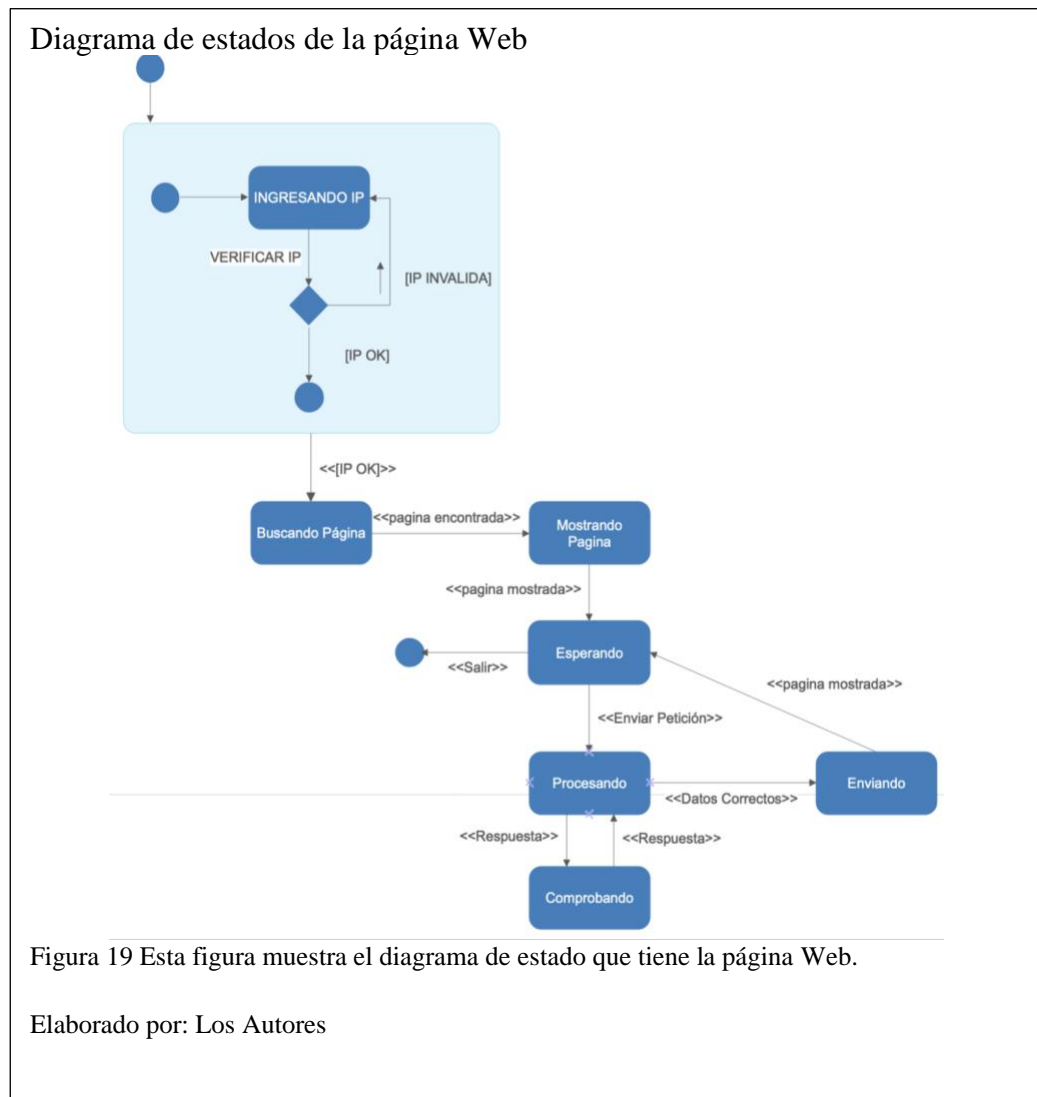 Diagrama de estados de la página Web
INGRESANDO IP
VERIFICAR IP
[IP INVALIDA]
[IP OK]
<<[IP OK]>>
Buscando Página
<<pagina encontrada>>
Mostrando
Pagina
<<pagina mostrada>>
Esperando
<<Salir>>
<<pagina mostrada>>
<<Enviar Petición>>
Procesando
<<Datos Correctos>>
Enviando
<<Respuesta>>
<<Respuesta>>
Comprobando
Figura 19 Esta figura muestra el diagrama de estado que tiene la página Web.
Elaborado por: Los Autores